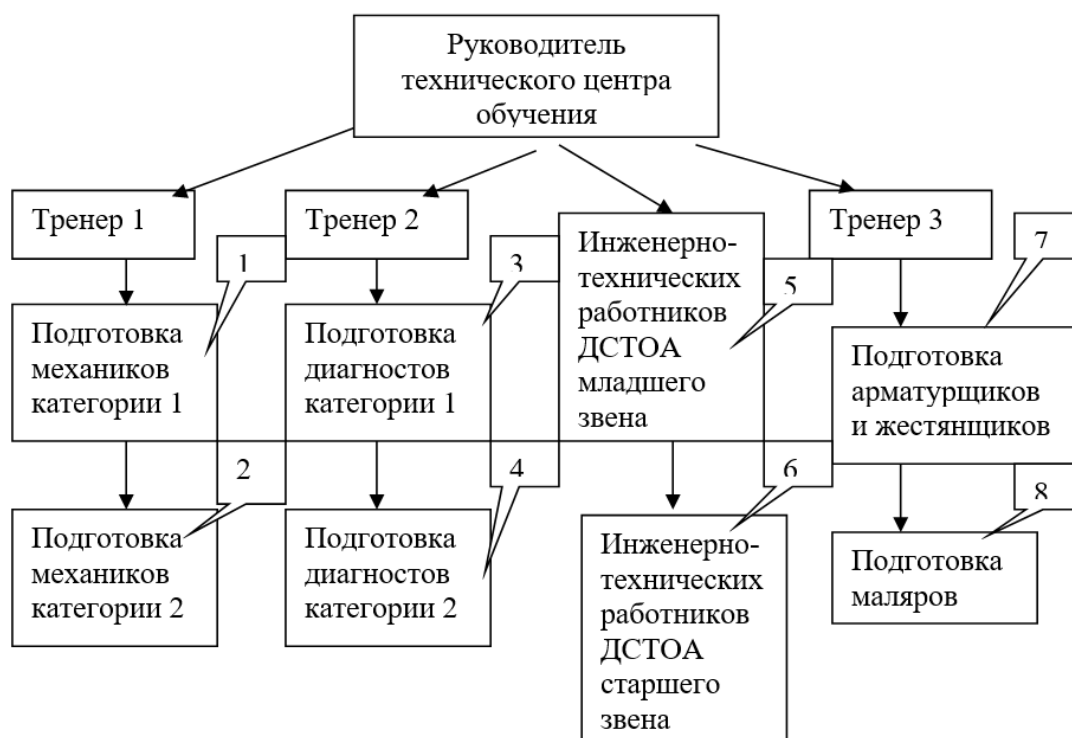 Руководитель
технического центра
обучения
Тренер 1
Тренер 2
Тренер 3
1
3
5
7
Инженерно-
технических
работников
ДСТОА
младшего
звена
Подготовка
механиков
категории 1
Подготовка
диагностов
категории 1
Подготовка
арматурщиков
и жестянщиков
2
4
6
8
Подготовка
механиков
категории 2
Подготовка
диагностов
категории 2
Инженерно-
технических
работников
ДСТОА
старшего
звена
Подготовка
маляров